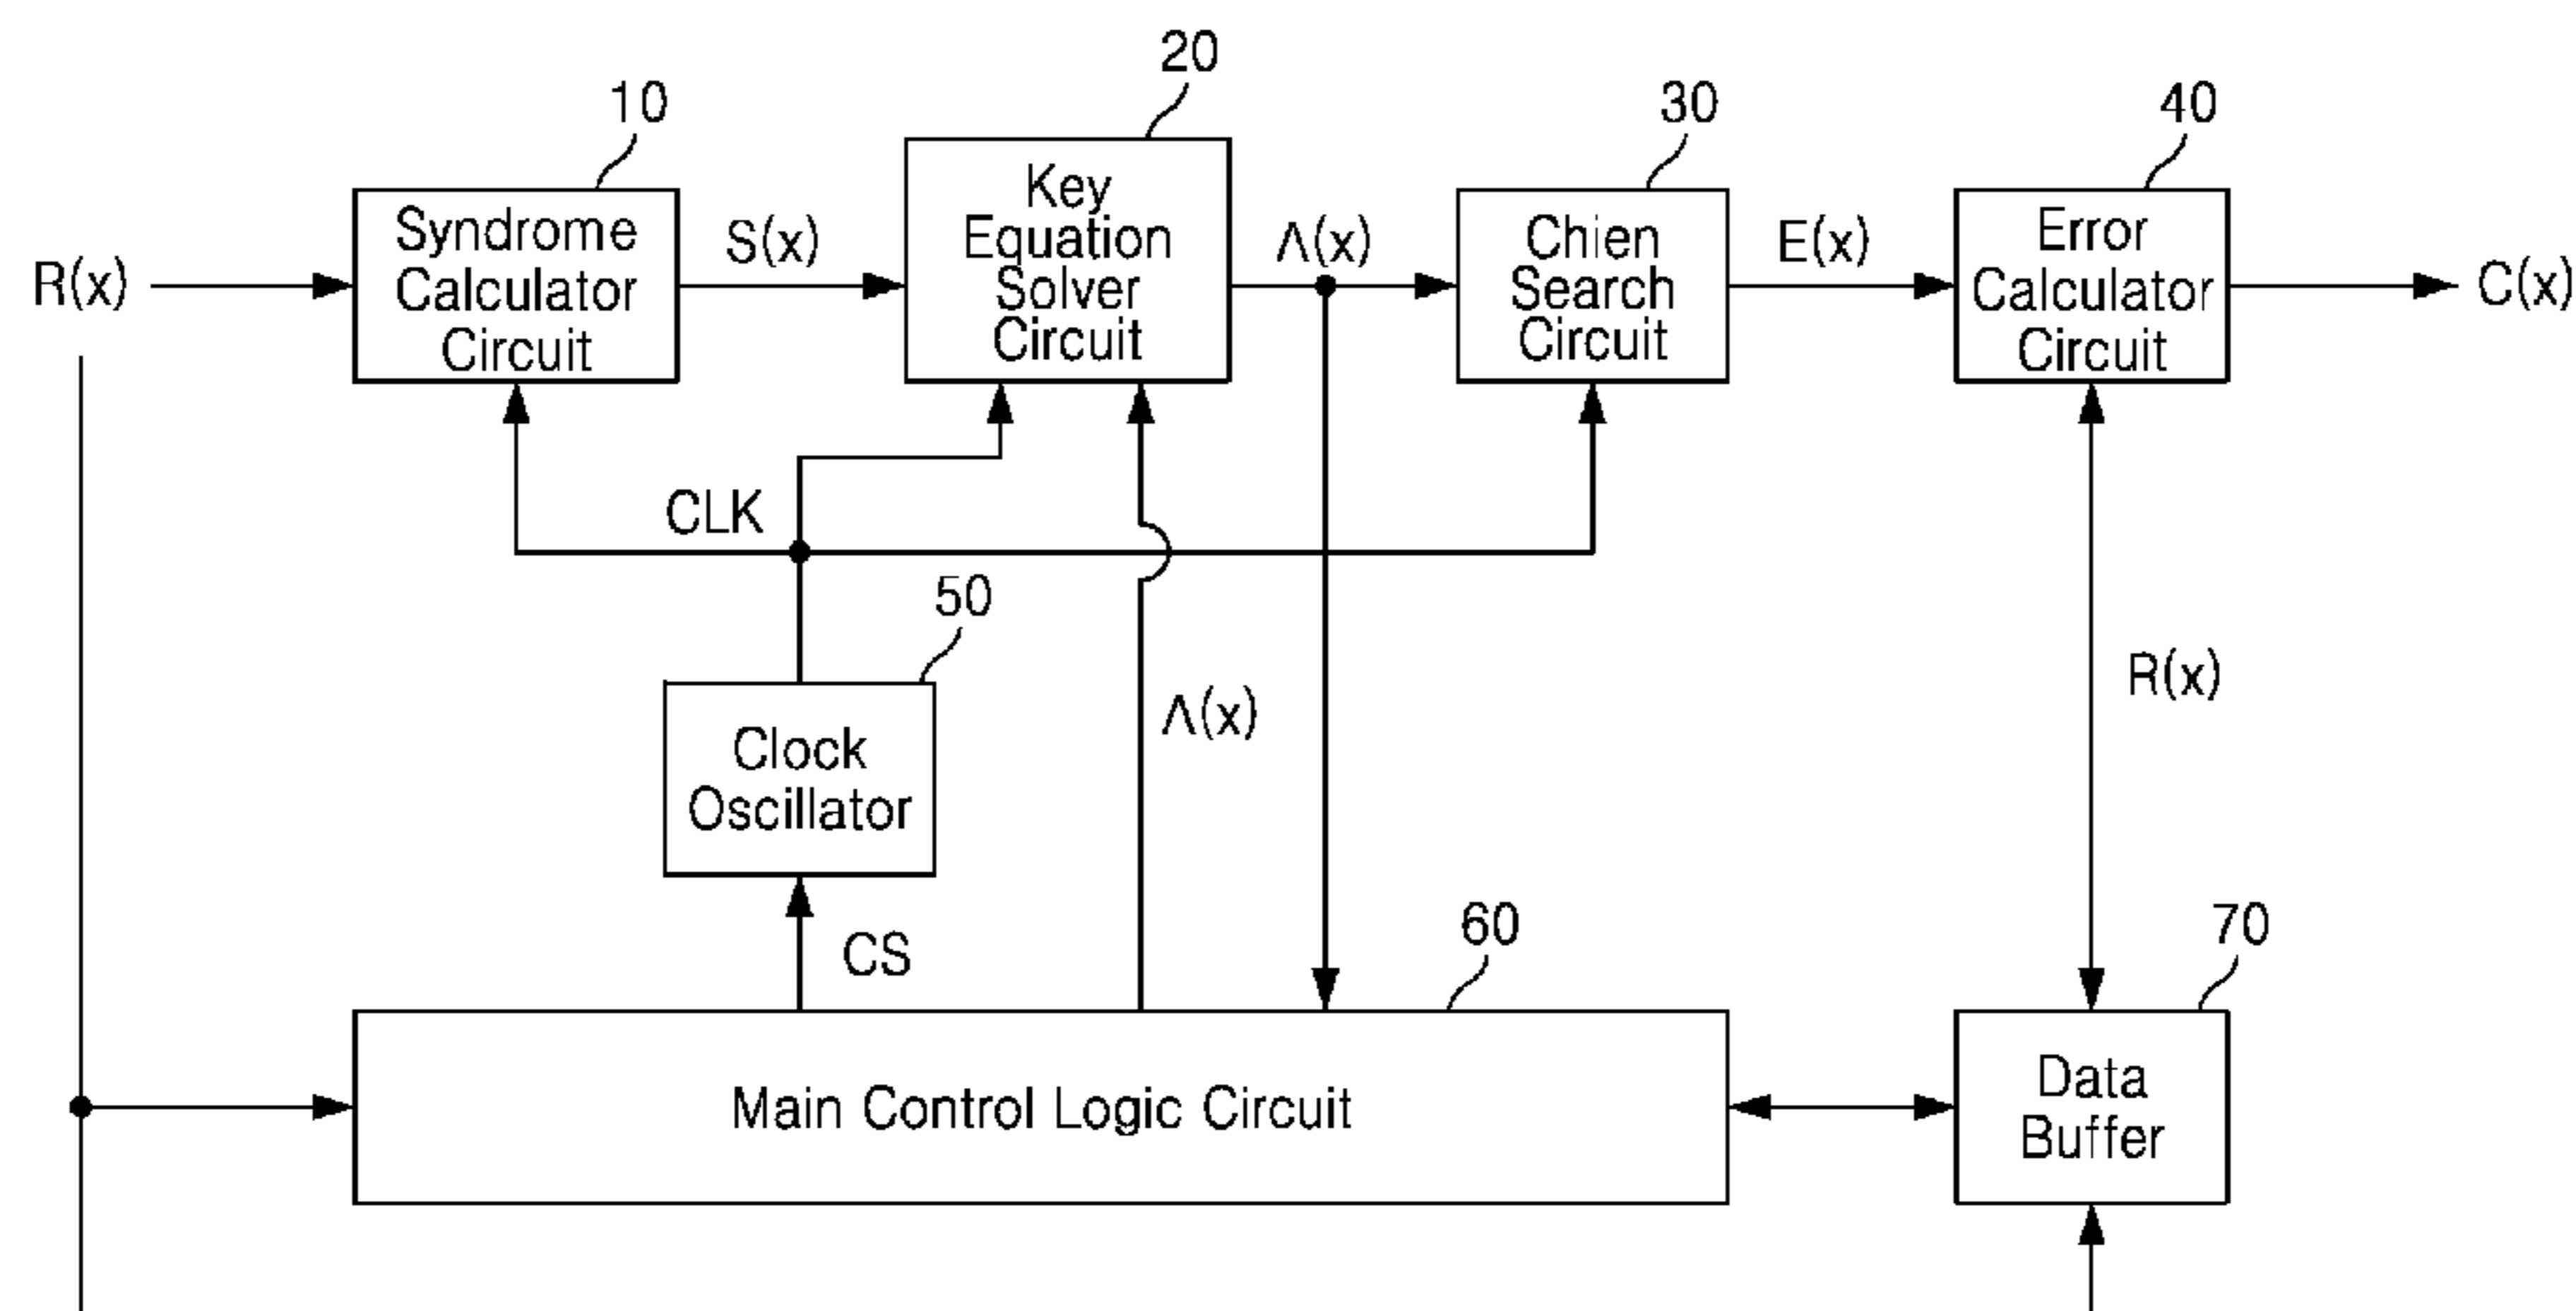 20
10
30
40
Syndrome
Calculator
Circuit
Key
Equation
Solver
Circuit
Chien
Search
Circuit
Error
Calculator
Circuit
R(x)
S(x)
Λ(x)
E(x)
C(x)
CLK
50
Clock
Oscillator
Λ(x)
R(x)
CS
60
70
Main Control Logic Circuit
Data
Buffer